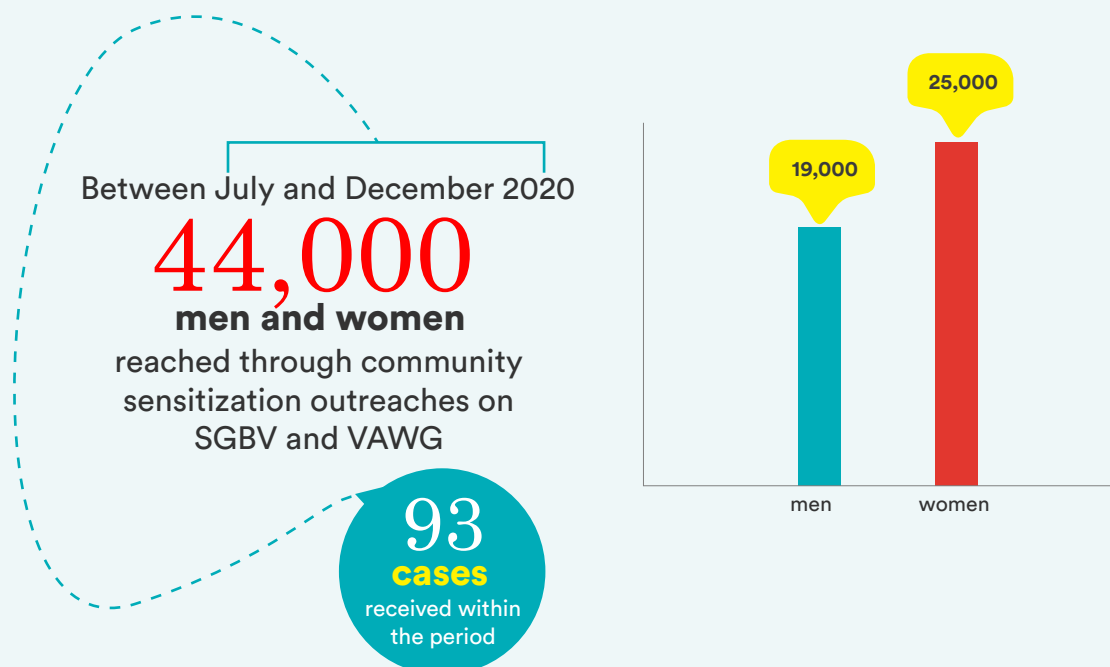 Between July and December 2020
44,000
men and women
reached through community
sensitization outreaches on
SGBV and VAWG
93
cases
received within
the period
25,000
19,000
men
women